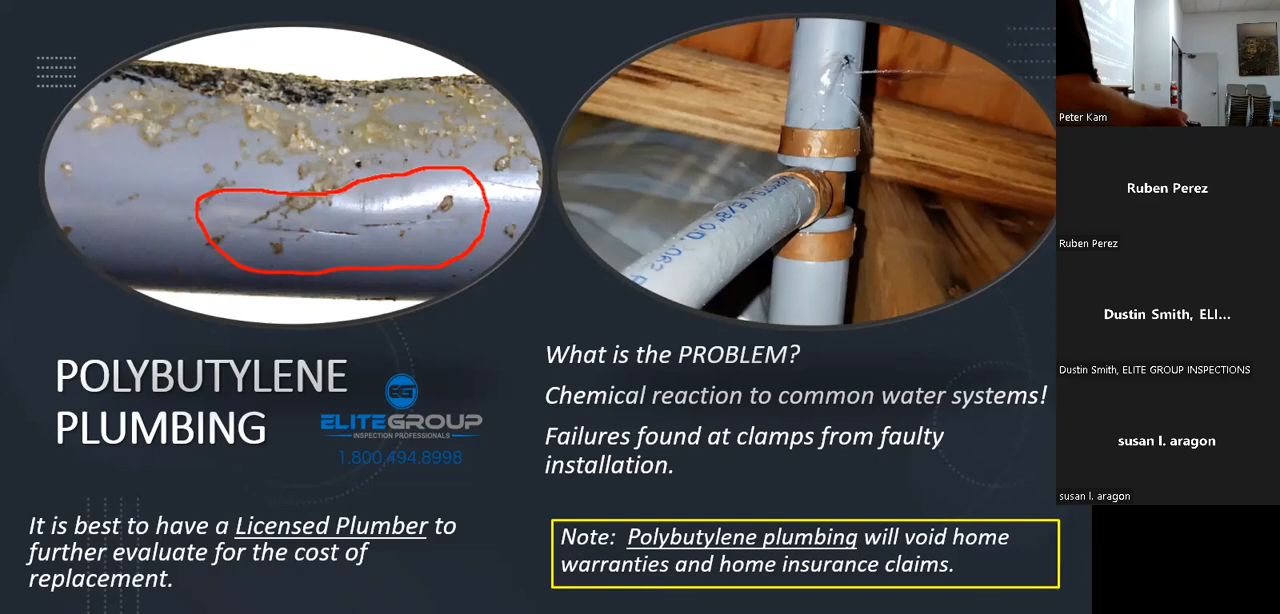 POLYBUTYLENE
PLUMBING
ELITEGROUP
INSPECTION PROFESSIONALS
1.800.494.8998
It is best to have a Licensed Plumber to
further evaluate for the cost of
replacement.
What is the PROBLEM?
Chemical reaction to common water systems!
Failures found at clamps from faulty
installation.
Note: Polybutylene plumbing will void home
warranties and home insurance claims.
Peter Kam
Ruben Perez
Ruben Perez
Dustin Smith, ELI...
Dustin Smith, ELITE GROUP INSPECTIONS
susan l. aragon
susan l. aragon